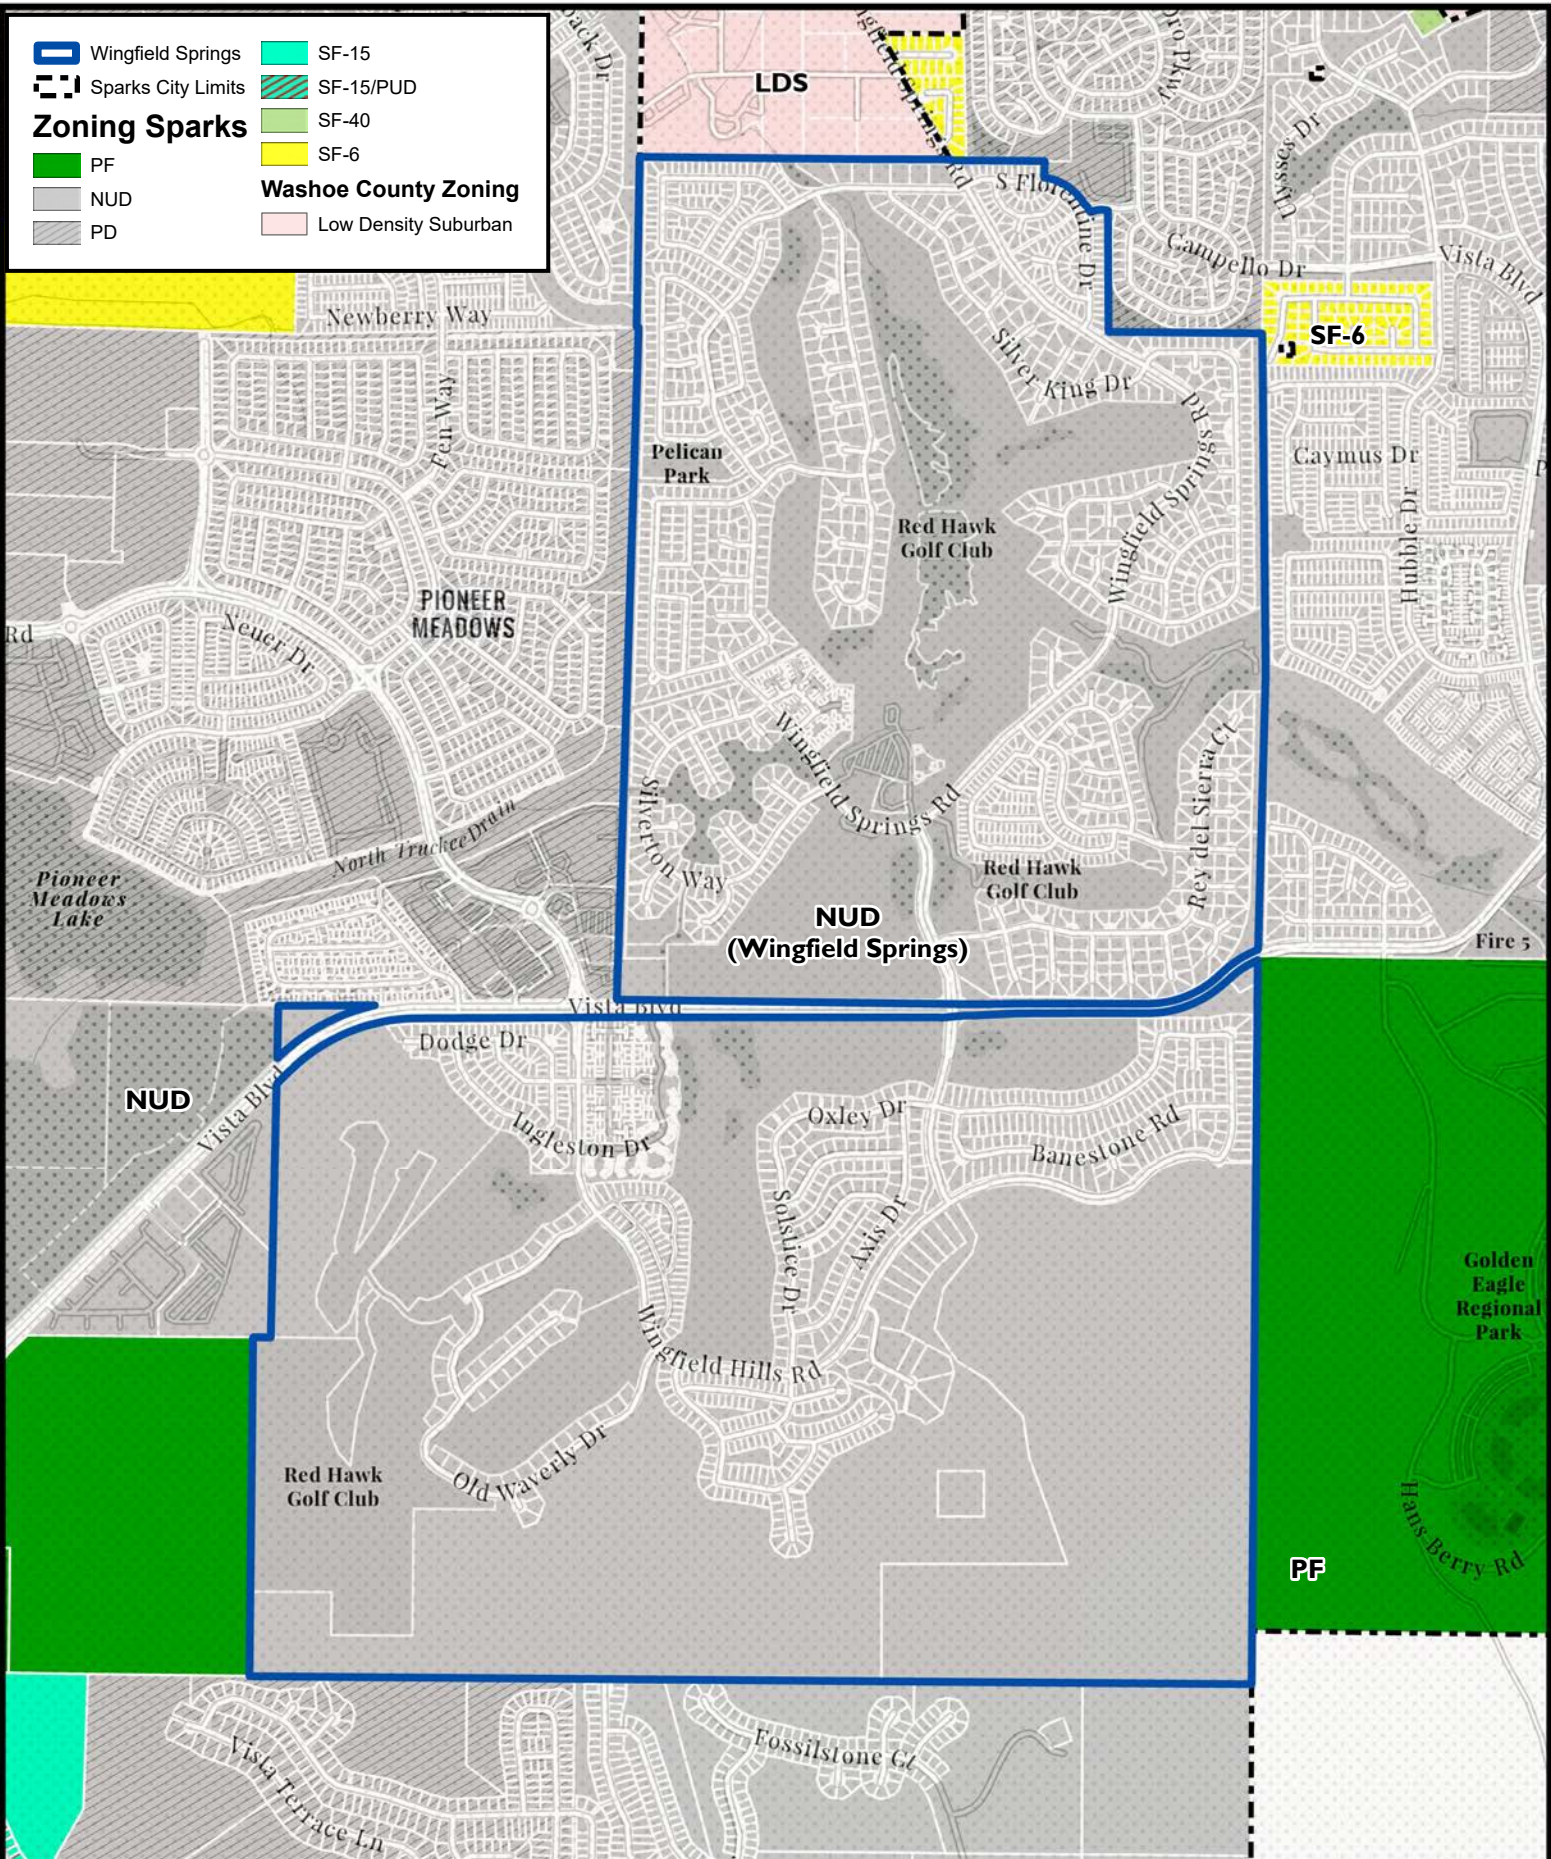 Wingfield Springs
Sparks City Limits
Zoning Sparks
PF
NUD
PD
SF-15
SF-15/PUD
SF-40
SF-6
Washoe County Zoning
Low Density Suburban
LDS
S Florentine Dr
Ulysses Dr
Campello Dr
Vista Blvd
Newberry Way
SF-6
Silver King Dr
Fen Way
Pelican
Park
Caymus Dr
Wingfield Springs Rd
Red Hawk
Golf Club
Hubble Dr
PIONEER
MEADOWS
Rd
Neuer Dr
Wingfield Springs Rd
Rey del Sierra Ct
Silverton Way
North Truckee Drain
Pioneer
Meadows
Lake
Red Hawk
Golf Club
NUD
(Wingfield Springs)
Fire 5
Vista Blvd
Dodge Dr
NUD
Vista Blvd
Ingleston Dr
Oxley Dr
Banestone Rd
Solstice Dr
Axis Dr
Golden
Eagle
Regional
Park
Wingfield Hills Rd
Old Waverly Dr
Red Hawk
Golf Club
Hans Berry Rd
PF
Fossilstone Ct
Vista Terrace Ln